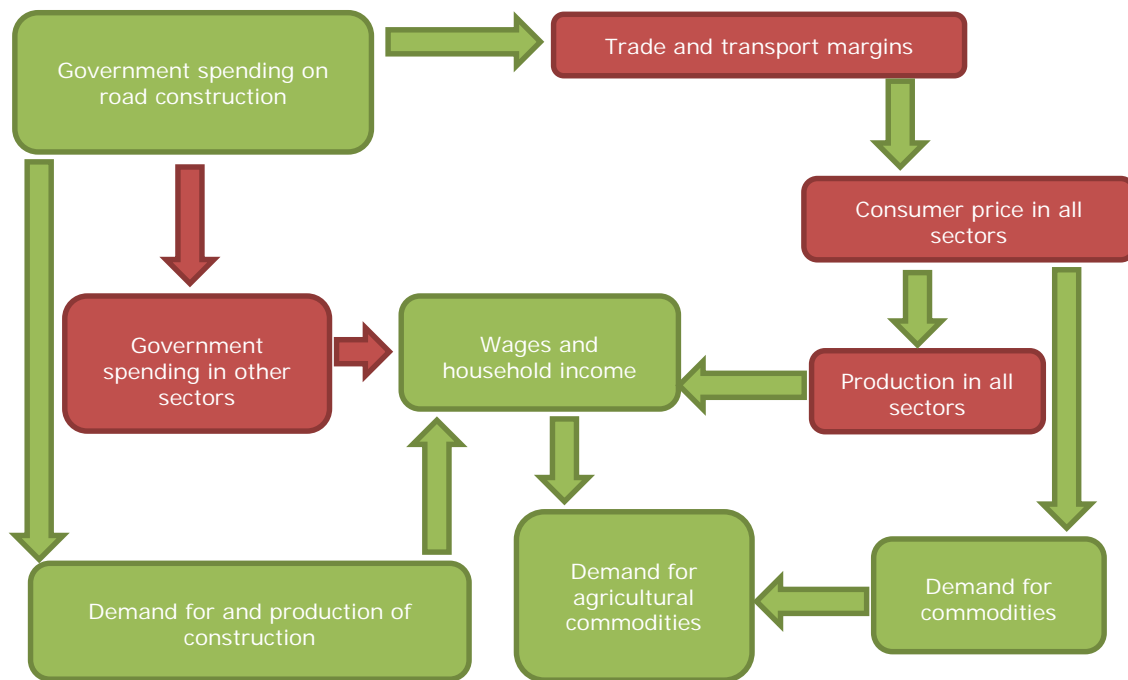 Government spending on
road construction
Trade and transport margins
Consumer price in all
sectors
Government
spending in other
sectors
Wages and
household income
Production in all
sectors
Demand for and production of
construction
Demand for
agricultural
commodities
Demand for
commodities